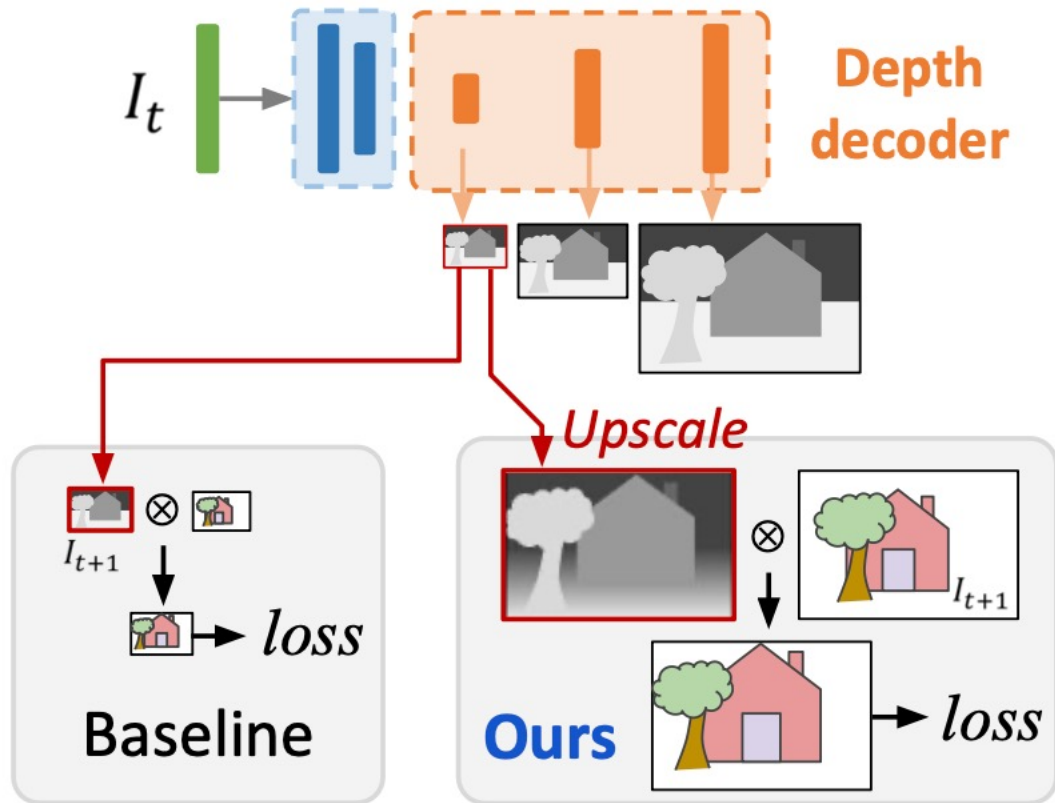 I_t
Depth
decoder
Upscale
I_{t+1}
loss
Baseline
I_{t+1}
Ours
loss